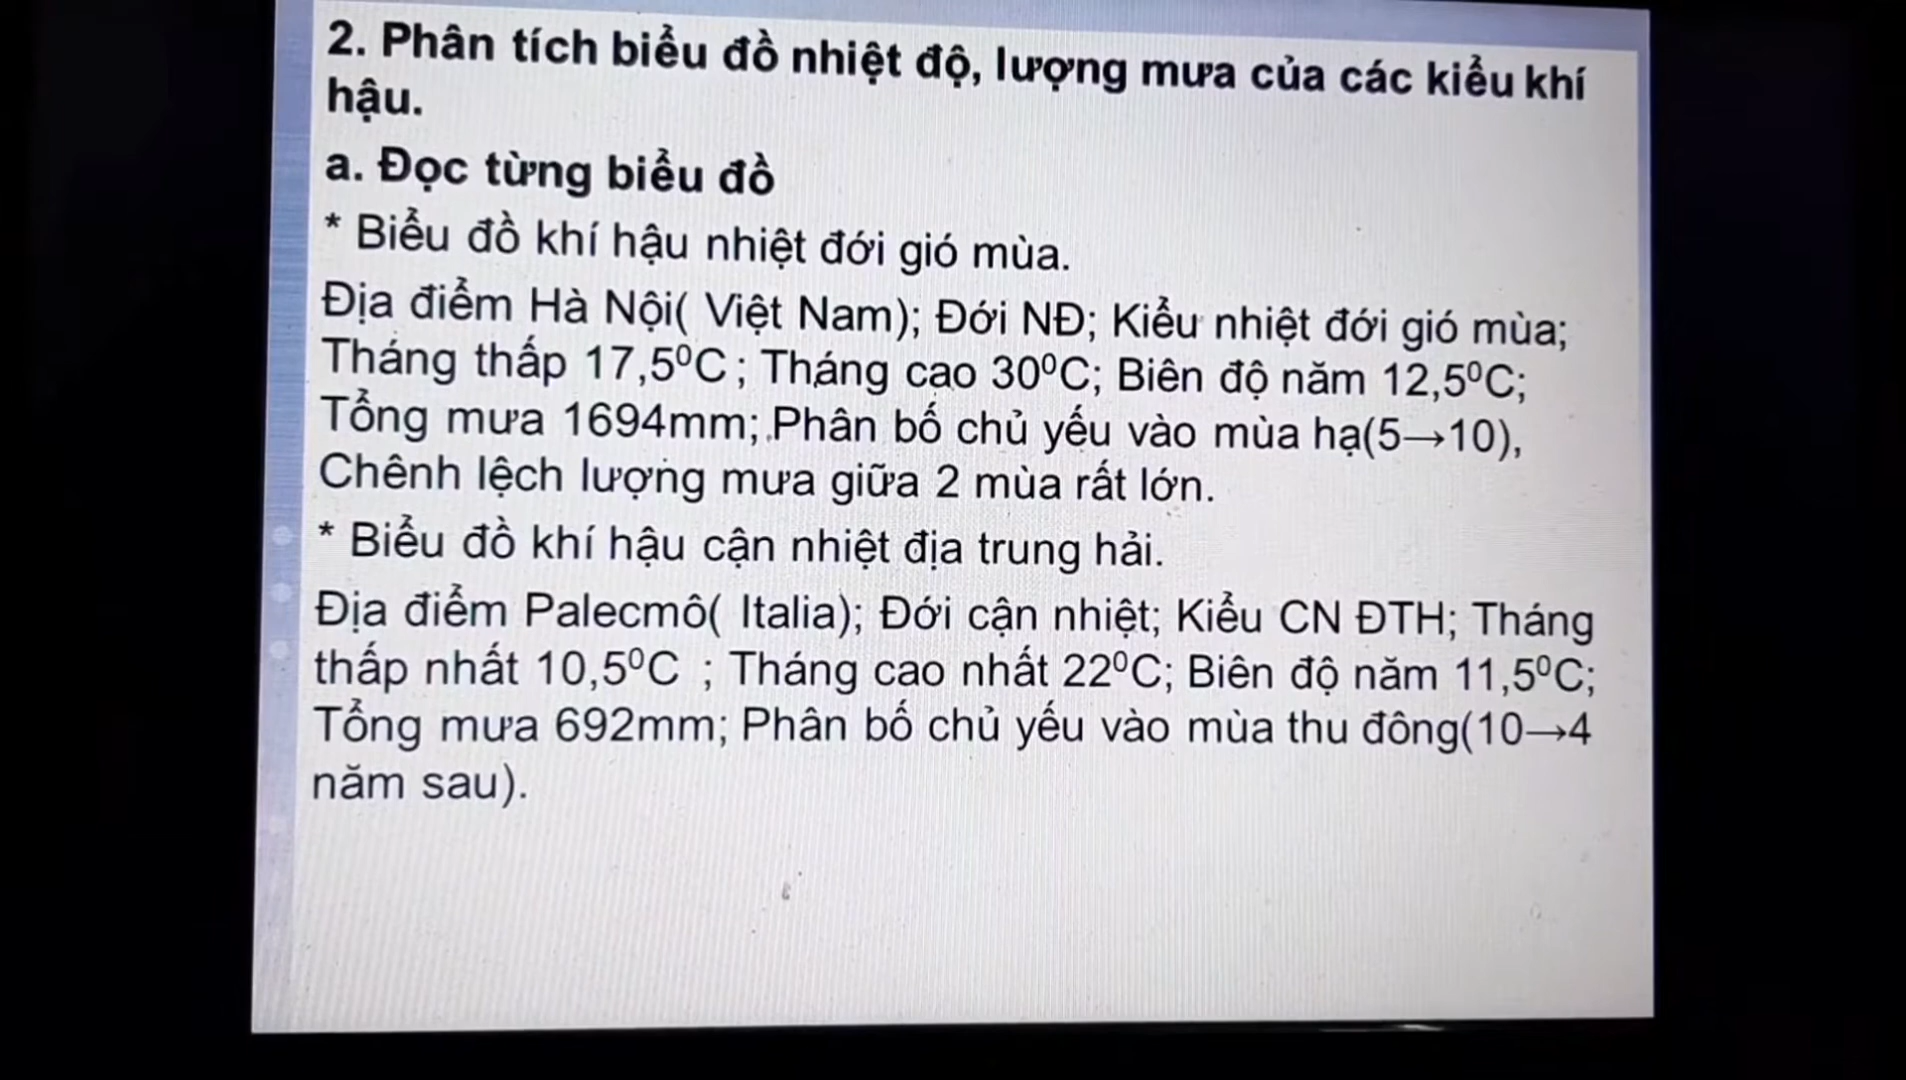 2. Phân tích biểu đồ nhiệt độ, lượng mưa của các kiểu khí
hậu.
a. Đọc từng biểu đồ
* Biểu đồ khí hậu nhiệt đới gió mùa.
Địa điểm Hà Nội( Việt Nam); Đới NĐ; Kiểu nhiệt đới gió mùa;
Tháng thấp 17,5⁰C ; Tháng cao 30⁰C; Biên độ năm 12,5⁰C;
Tổng mưa 1694mm; Phân bố chủ yếu vào mùa hạ(5→10),
Chênh lệch lượng mưa giữa 2 mùa rất lớn.
* Biểu đồ khí hậu cận nhiệt địa trung hải.
Địa điểm Palecmô( Italia); Đới cận nhiệt; Kiểu CN ĐTH; Tháng
thấp nhất 10,5⁰C ; Tháng cao nhất 22⁰C; Biên độ năm 11,5⁰C;
Tổng mưa 692mm; Phân bố chủ yếu vào mùa thu đông(10→4
năm sau).